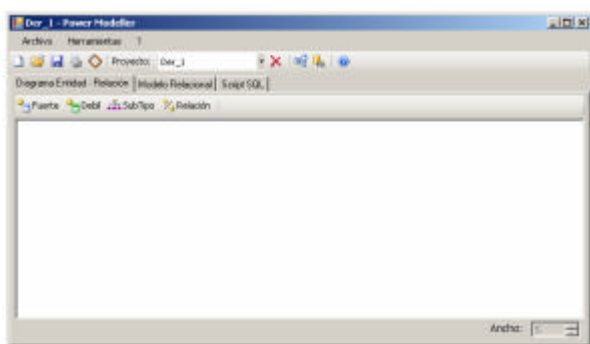 Der_1 - Power Modeller
Archivo Herramientas ?
Proyecto: Der_1
Diagrama Entidad - Relación Modelo Relacional Script SQL
Fuerte Debil SubTipo Relación
Ancho: